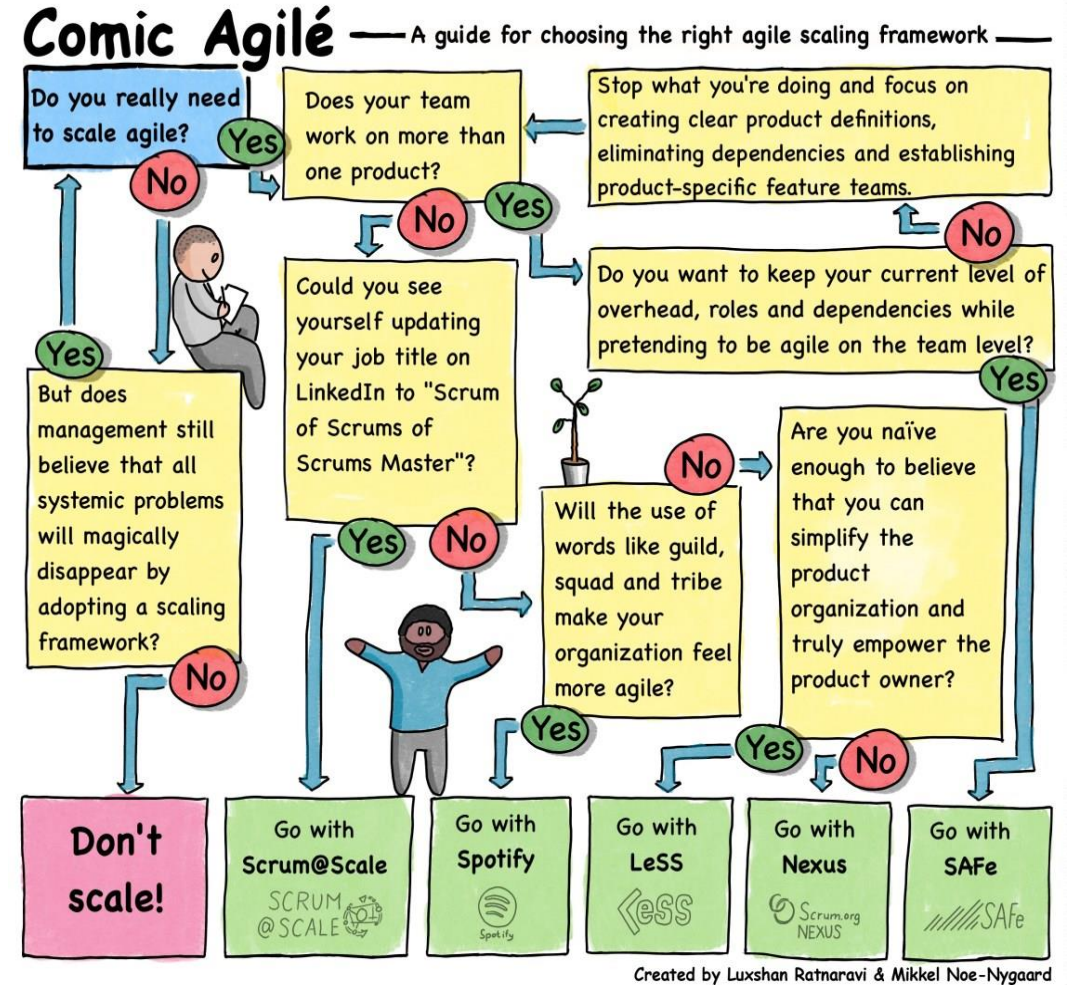 Comic Agilé
A guide for choosing the right agile scaling framework
Do you really need
to scale agile?
Yes
No
Does your team
work on more than
one product?
No
Yes
Stop what you're doing and focus on
creating clear product definitions,
eliminating dependencies and establishing
product-specific feature teams.
No
Do you want to keep your current level of
overhead, roles and dependencies while
pretending to be agile on the team level?
Yes
Yes
But does
management still
believe that all
systemic problems
will magically
disappear by
adopting a scaling
framework?
No
Could you see
yourself updating
your job title on
LinkedIn to "Scrum
of Scrums of
Scrums Master"?
Yes
No
No
Will the use of
words like guild,
squad and tribe
make your
organization feel
more agile?
Yes
Are you naïve
enough to believe
that you can
simplify the
product
organization and
truly empower the
product owner?
Yes
No
Don't
scale!
Go with
Scrum@Scale
SCRUM
@SCALE
Go with
Spotify
Spotify
Go with
LeSS
LeSS
Go with
Nexus
Scrum.org
NEXUS
Go with
SAFe
SAFe
Created by Luxshan Ratnaravi & Mikkel Noe-Nygaard